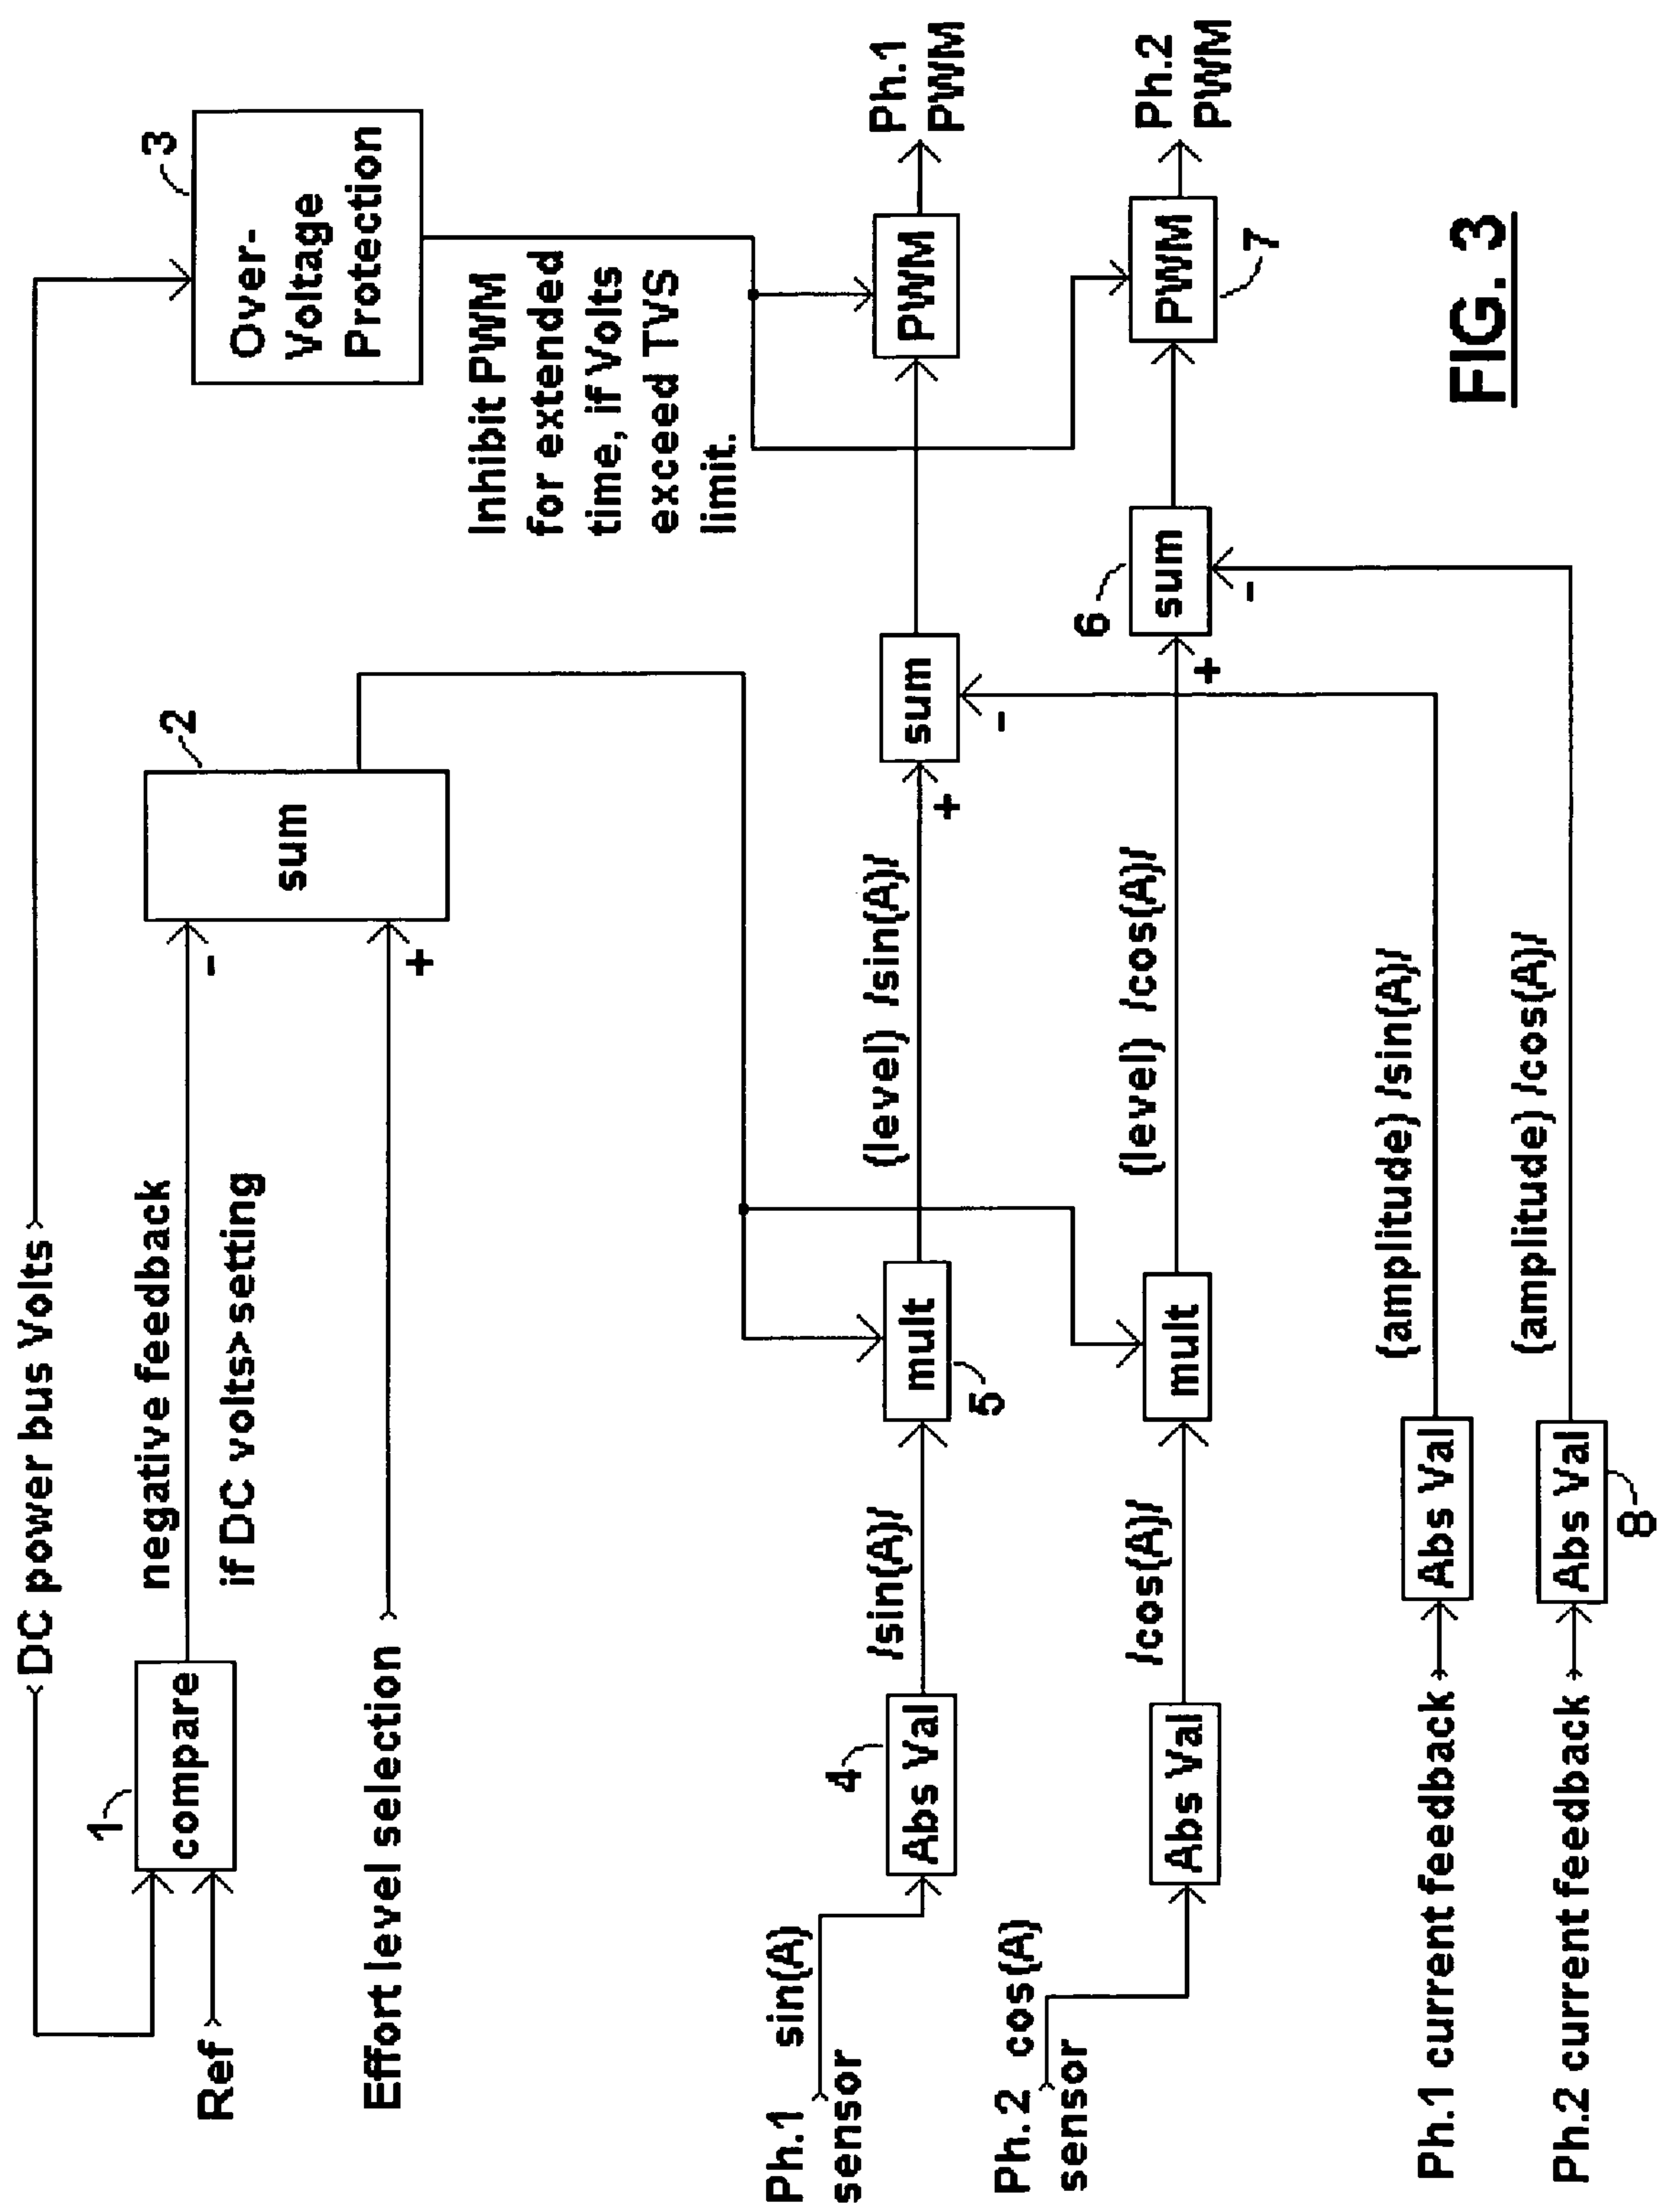 DC power bus Volts
1
compare
Ref
negative feedback
if DC volts>setting
-
+
2
sum
Effort level selection
3
Over-
Voltage
Protection
Inhibit PWM
for extended
time, if Volts
exceed TVS
limit.
Ph.1 sin(A)
sensor
4
Abs Val
/sin(A)/
5
mult
(level) /sin(A)/
+
-
sum
PWM
Ph.1
PWM
Ph.2 cos(A)
sensor
Abs Val
/cos(A)/
mult
(level) /cos(A)/
+
-
6
sum
PWM
7
Ph.2
PWM
Ph.1 current feedback
Abs Val
(amplitude) /sin(A)/
Ph.2 current feedback
Abs Val
8
(amplitude) /cos(A)/
FIG. 3